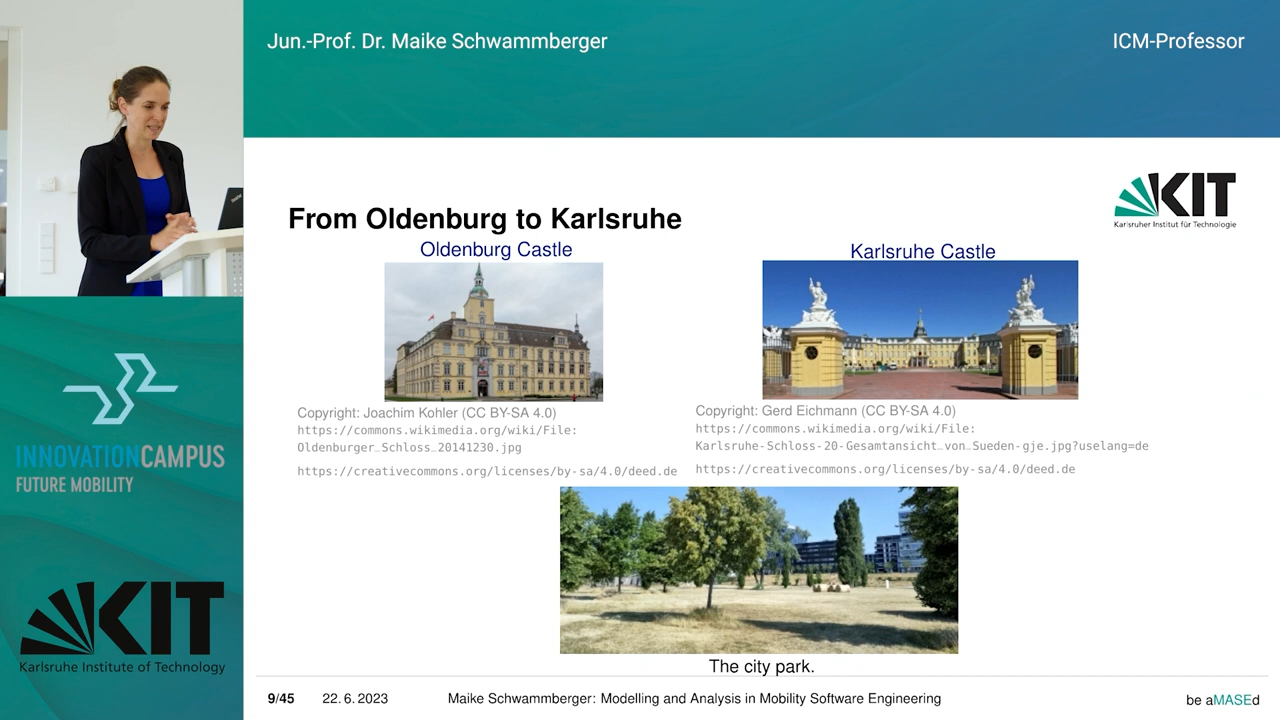 Jun.-Prof. Dr. Maike Schwammberger
ICM-Professor
KIT
Karlsruher Institut für Technologie
From Oldenburg to Karlsruhe
Oldenburg Castle
Karlsruhe Castle
Copyright: Joachim Kohler (CC BY-SA 4.0)
https://commons.wikimedia.org/wiki/File:
Oldenburger_Schloss_20141230.jpg
https://creativecommons.org/licenses/by-sa/4.0/deed.de
Copyright: Gerd Eichmann (CC BY-SA 4.0)
https://commons.wikimedia.org/wiki/File:
Karlsruhe-Schloss-20-Gesamtansicht_von_Sueden-gje.jpg?uselang=de
https://creativecommons.org/licenses/by-sa/4.0/deed.de
The city park.
INNOVATIONCAMPUS
FUTURE MOBILITY
KIT
Karlsruhe Institute of Technology
9/45
22. 6. 2023
Maike Schwammberger: Modelling and Analysis in Mobility Software Engineering
be aMASEd